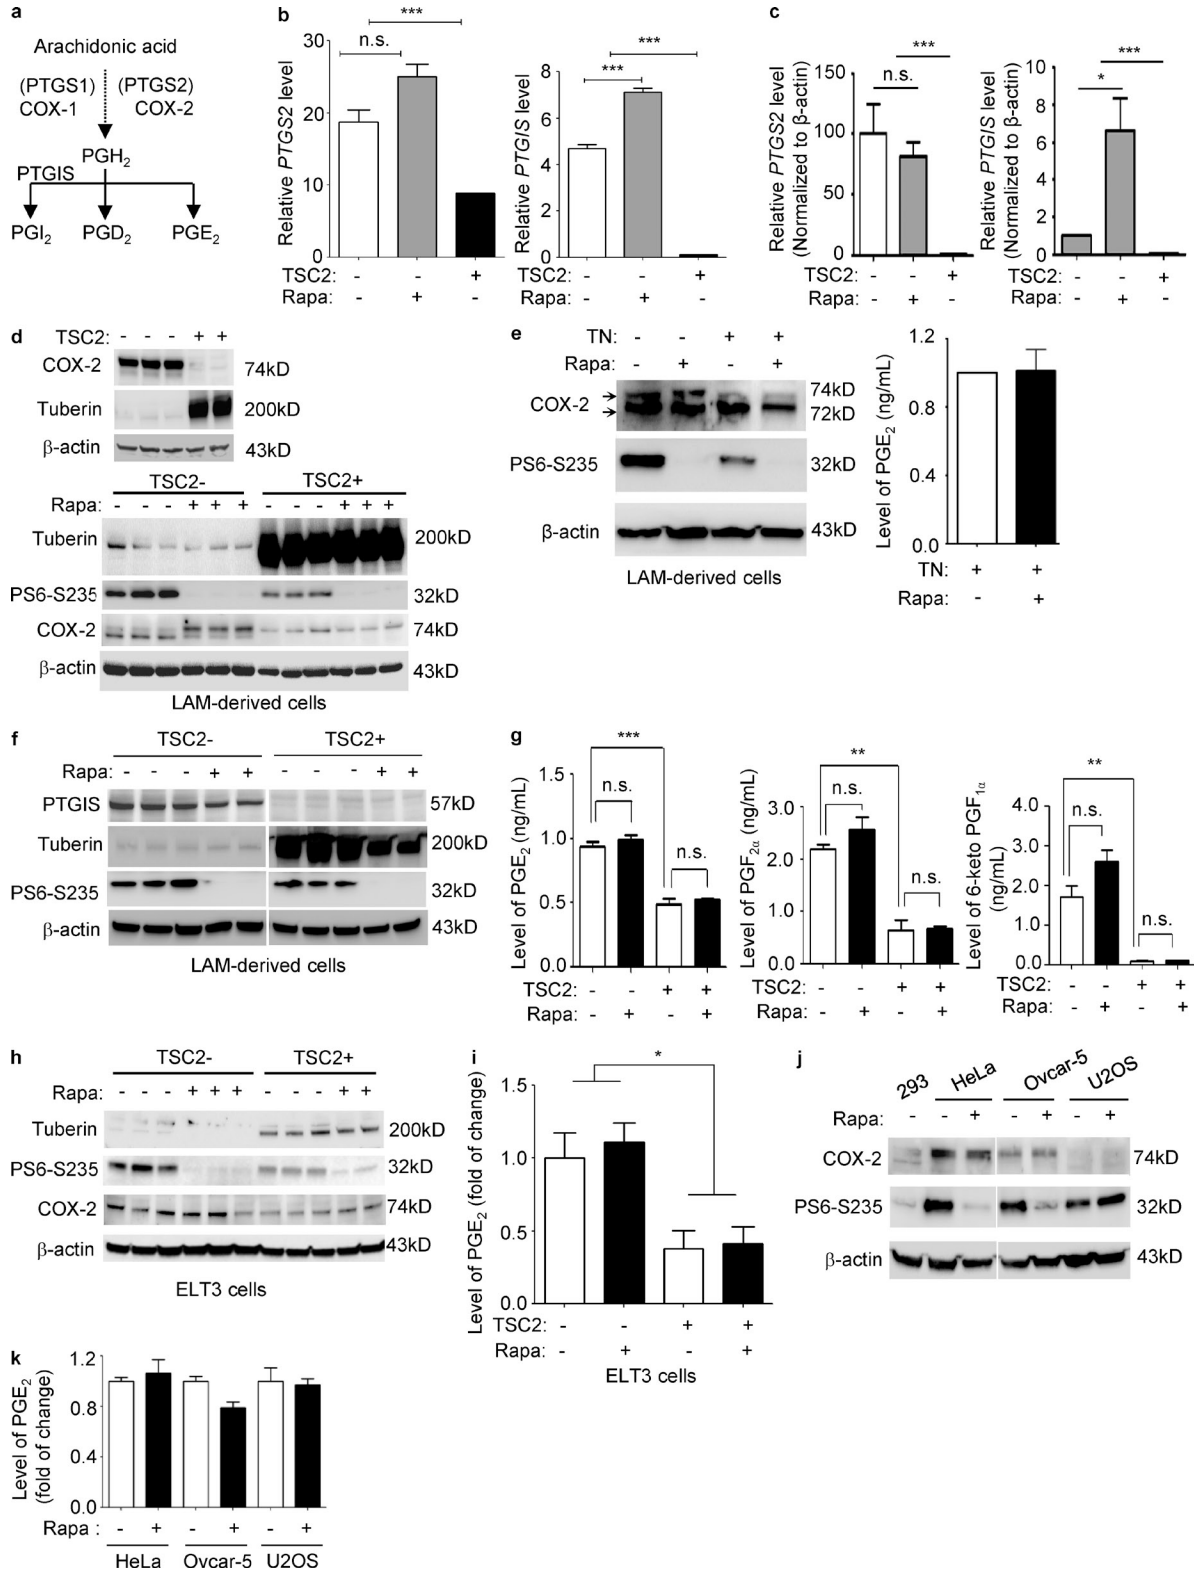 a
Arachidonic acid
(PTGS1) (PTGS2)
COX-1 COX-2
PGH2
PTGIS
PGI2 PGD2 PGE2
b
Relative PTGS2 level
30
20
10
0
n.s.
***
TSC2: - - +
Rapa: - + -
Relative PTGIS level
8
6
4
2
0
***
***
TSC2: - - +
Rapa: - + -
c
Relative PTGS2 level
(Normalized to β-actin)
150
100
50
0
n.s.
***
TSC2: - - +
Rapa: - + -
Relative PTGIS level
(Normalized to β-actin)
10
8
6
4
2
0
*
***
TSC2: - - +
Rapa: - + -
d
TSC2: - - - + +
COX-2 74kD
Tuberin 200kD
β-actin 43kD
TSC2- TSC2+
Rapa: - - - + + + - - - + + +
Tuberin 200kD
PS6-S235 32kD
COX-2 74kD
β-actin 43kD
LAM-derived cells
e
TN: - - + +
Rapa: - + - +
COX-2 74kD
72kD
PS6-S235 32kD
β-actin 43kD
LAM-derived cells
Level of PGE2 (ng/mL)
1.2
0.8
0.4
0.0
TN: + +
Rapa: - +
f
TSC2- TSC2+
Rapa: - - - + + - - - + +
PTGIS 57kD
Tuberin 200kD
PS6-S235 32kD
β-actin 43kD
LAM-derived cells
g
Level of PGE2 (ng/mL)
1.5
1.0
0.5
0.0
***
n.s.
n.s.
TSC2: - - + +
Rapa: - + - +
Level of PGF2α (ng/mL)
3.0
2.0
1.0
0.0
**
n.s.
n.s.
TSC2: - - + +
Rapa: - + - +
Level of 6-keto PGF1α
(ng/mL)
4.0
3.0
2.0
1.0
0.0
**
n.s.
n.s.
TSC2: - - + +
Rapa: - + - +
h
TSC2- TSC2+
Rapa: - - - + + + - - - + +
Tuberin 200kD
PS6-S235 32kD
COX-2 74kD
β-actin 43kD
ELT3 cells
i
Level of PGE2 (fold of change)
1.5
1.0
0.5
0.0
*
TSC2: - - + +
Rapa: - + - +
ELT3 cells
j
293 HeLa Ovcar-5 U2OS
Rapa: - - + - + - +
COX-2 74kD
PS6-S235 32kD
β-actin 43kD
k
Level of PGE2
(fold of change)
1.2
0.8
0.4
0.0
Rapa : - + - + - +
HeLa Ovcar-5 U2OS